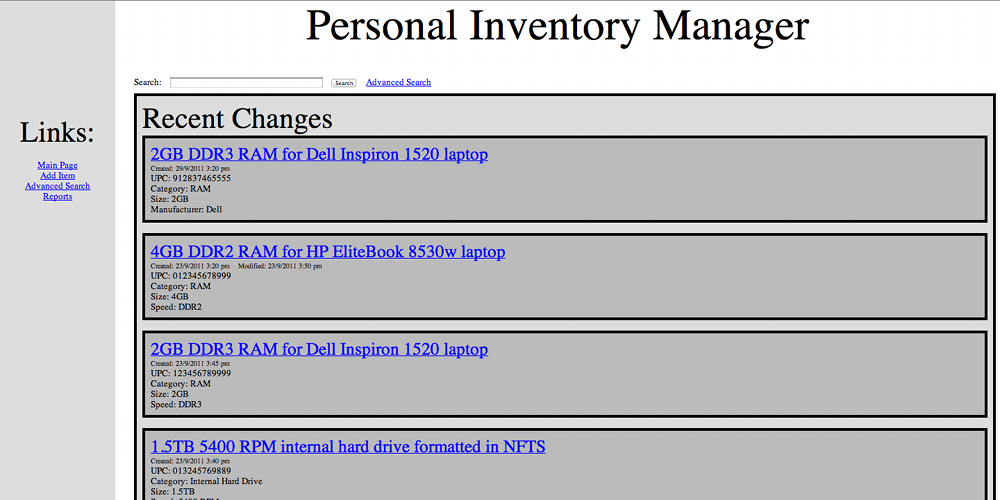 Personal Inventory Manager
Search: Search Advanced Search
Links:
Main Page
Add Item
Advanced Search
Reports
Recent Changes
2GB DDR3 RAM for Dell Inspiron 1520 laptop
Created: 29/9/2011 3:20 pm
UPC: 912837465555
Category: RAM
Size: 2GB
Manufacturer: Dell
4GB DDR2 RAM for HP EliteBook 8530w laptop
Created: 23/9/2011 3:20 pm Modified: 23/9/2011 3:50 pm
UPC: 012345678999
Category: RAM
Size: 4GB
Speed: DDR2
2GB DDR3 RAM for Dell Inspiron 1520 laptop
Created: 23/9/2011 3:45 pm
UPC: 123456789999
Category: RAM
Size: 2GB
Speed: DDR3
1.5TB 5400 RPM internal hard drive formatted in NFTS
Created: 23/9/2011 3:40 pm
UPC: 013245769889
Category: Internal Hard Drive
Size: 1.5TB